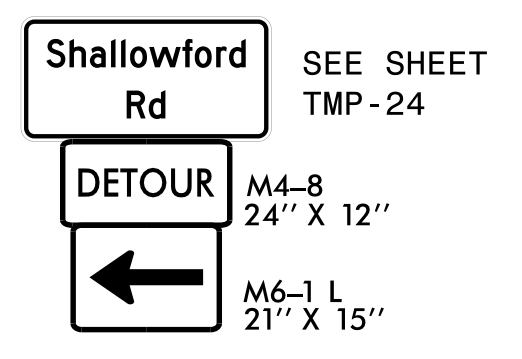 Shallowford
Rd
SEE SHEET
TMP-24
DETOUR
M4-8
24" X 12"
M6-1 L
21" X 15"